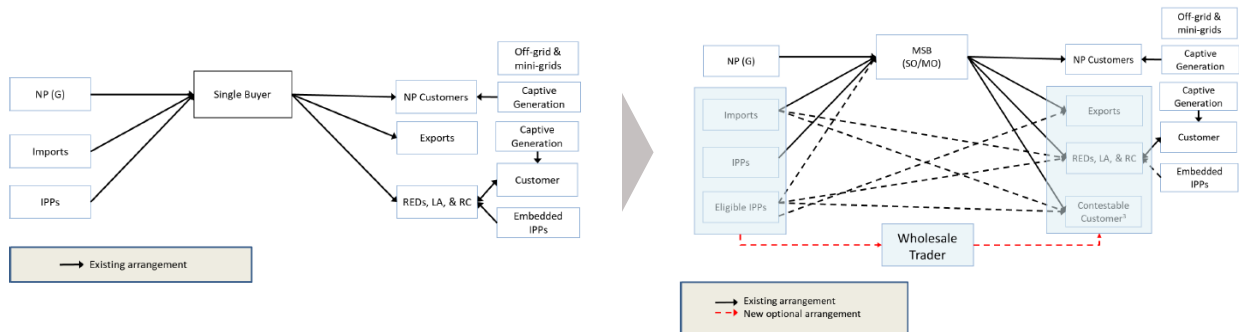 Off-grid &
mini-grids
NP (G)
Single Buyer
NP Customers
Captive
Generation
Imports
Exports
Captive
Generation
IPPs
REDs, LA, & RC
Customer
Embedded
IPPs
Existing arrangement
Off-grid &
mini-grids
NP (G)
MSB
(SO/MO)
NP Customers
Captive
Generation
Imports
Exports
Captive
Generation
IPPs
REDs, LA, & RC
Customer
Eligible IPPs
Contestable
Customer³
Embedded
IPPs
Wholesale
Trader
Existing arrangement
New optional arrangement